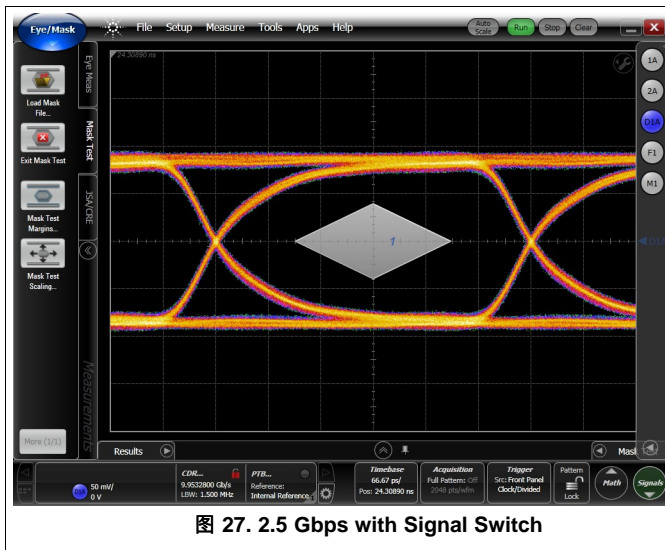 Eye/Mask
File Setup Measure Tools Apps Help
Auto Scale
Run
Stop
Clear
Load Mask File...
Exit Mask Test
Mask Test Margins...
Mask Test Scaling...
More (1/1)
Eye Meas
Mask Test
JSA/CRE
Measurements
24.30890 ns
1
1A
2A
D1A
F1
M1
D1A
Results
Mas
D1A
50 mV/
0 V
CDR...
9.9532800 Gb/s
LBW: 1.500 MHz
PTB...
Reference:
Internal Reference
Timebase
66.67 ps/
Pos: 24.30890 ns
Acquisition
Full Pattern: Off
2048 pts/wfm
Trigger
Src: Front Panel
Clock/Divided
Pattern
Lock
Math
Signals
图 27. 2.5 Gbps with Signal Switch